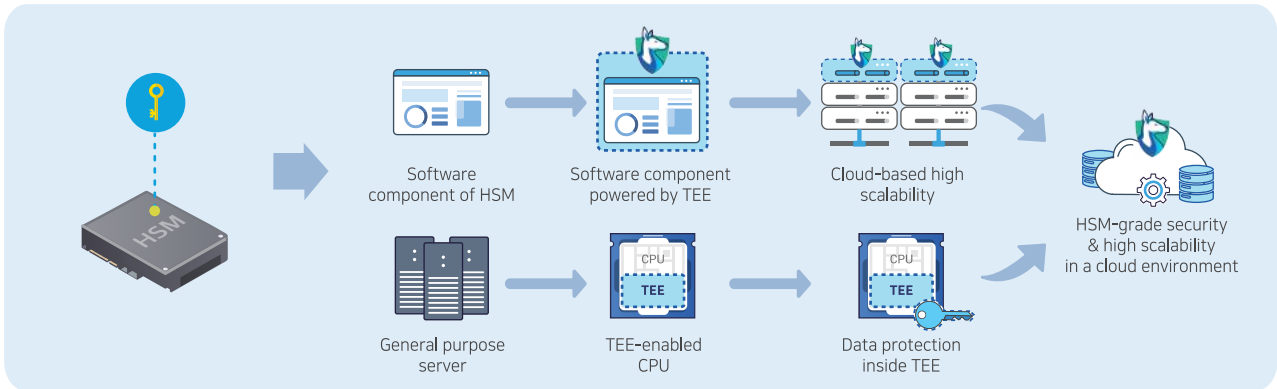 HSM
Software
component of HSM
Software component
powered by TEE
Cloud-based high
scalability
HSM-grade security
& high scalability
in a cloud environment
CPU
TEE
CPU
TEE
General purpose
server
TEE-enabled
CPU
Data protection
inside TEE